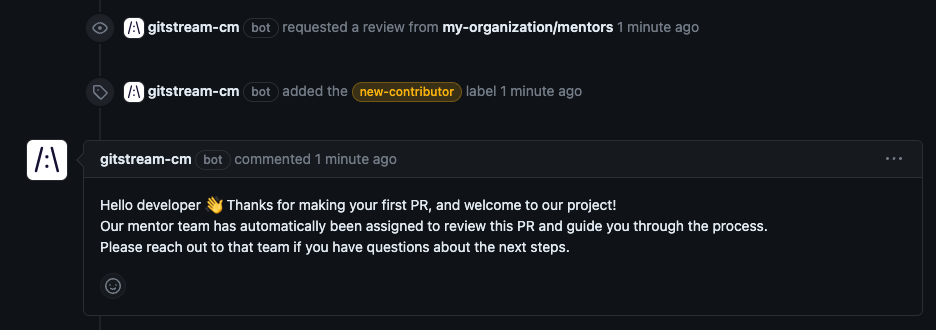 gitstream-cm bot requested a review from my-organization/mentors 1 minute ago
gitstream-cm bot added the new-contributor label 1 minute ago
gitstream-cm bot commented 1 minute ago
Hello developer 👋 Thanks for making your first PR, and welcome to our project!
Our mentor team has automatically been assigned to review this PR and guide you through the process.
Please reach out to that team if you have questions about the next steps.